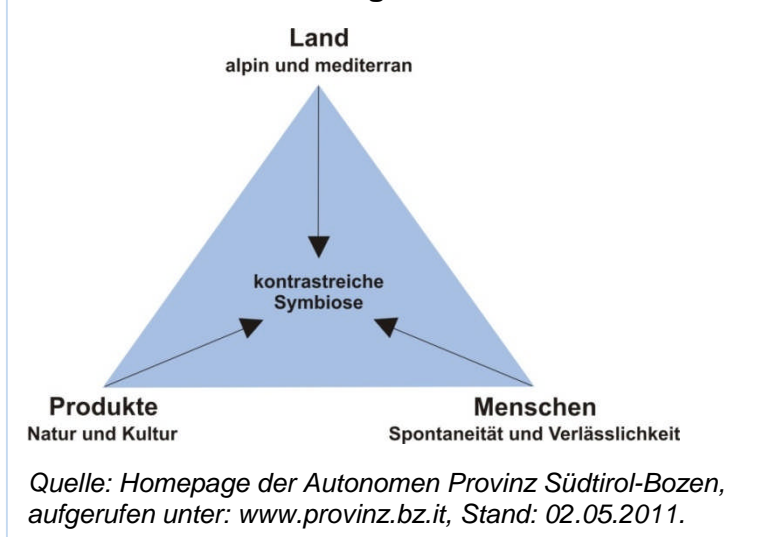 Land
alpin und mediterran
kontrastreiche
Symbiose
Produkte
Natur und Kultur
Menschen
Spontaneität und Verlässlichkeit
Quelle: Homepage der Autonomen Provinz Südtirol-Bozen,
aufgerufen unter: www.provinz.bz.it, Stand: 02.05.2011.